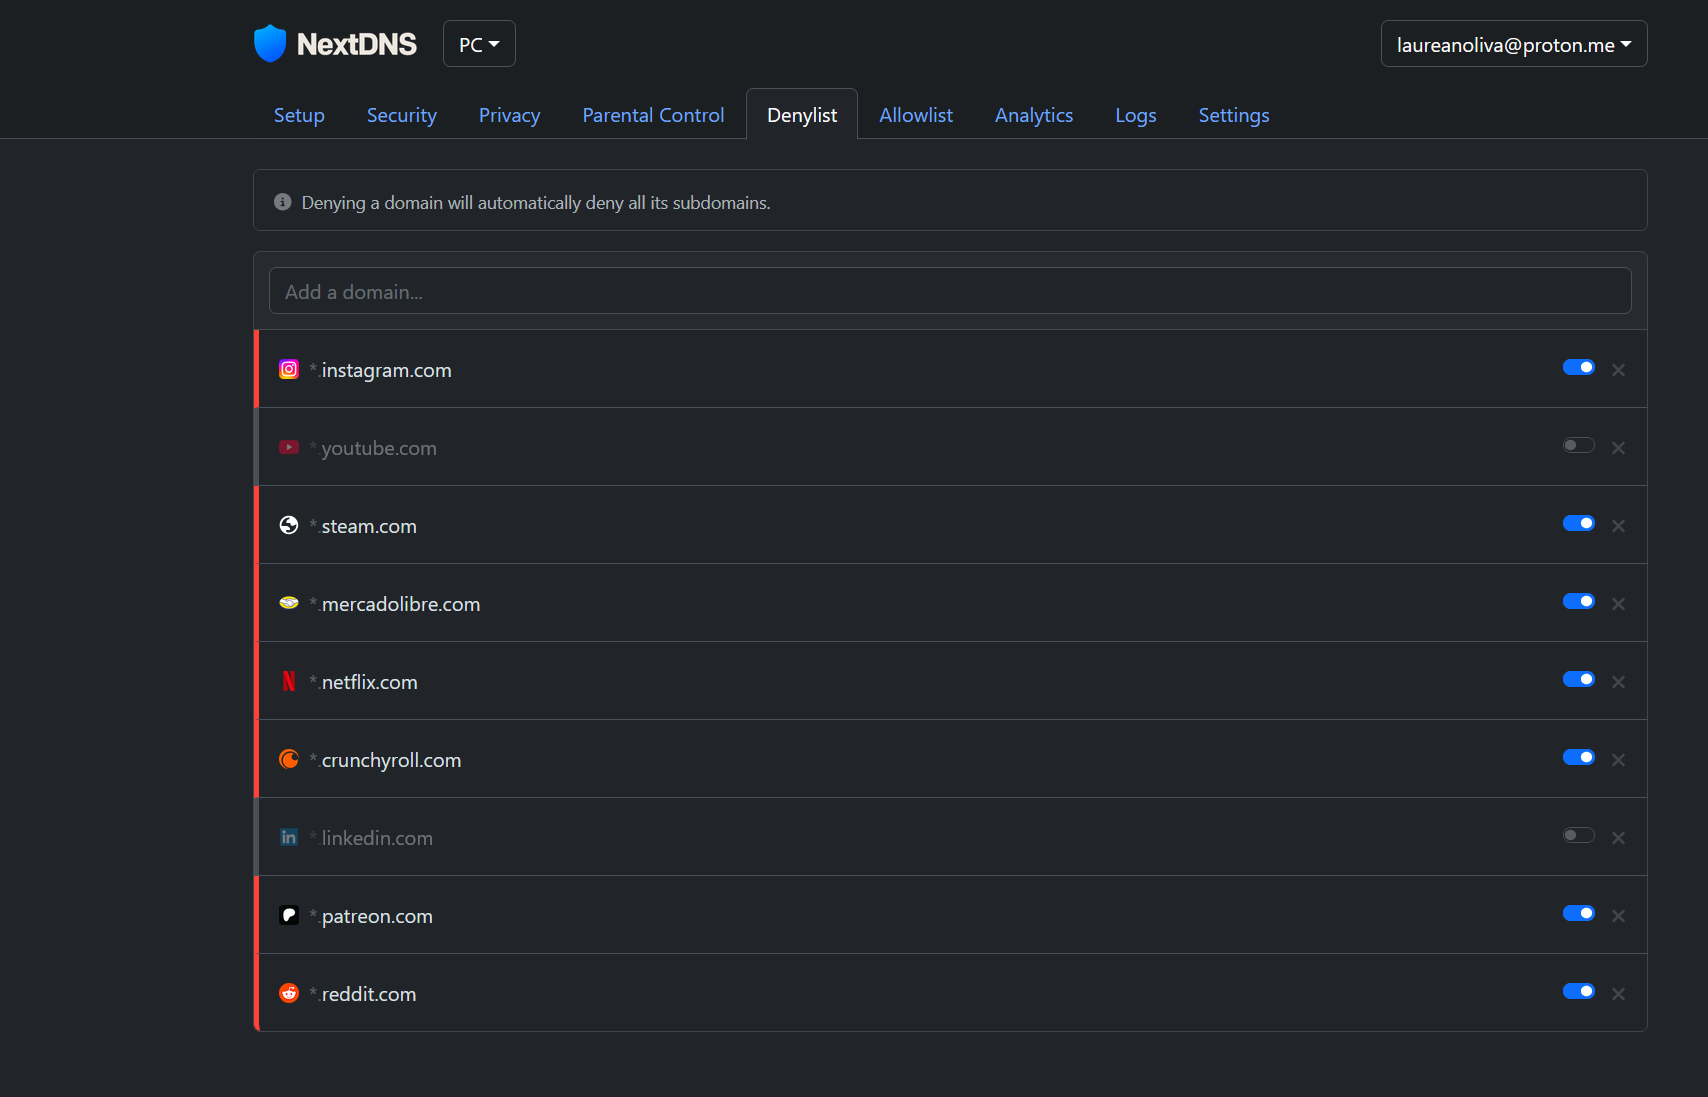 NextDNS
PC
laureanoliva@proton.me
Setup Security Privacy Parental Control Denylist Allowlist Analytics Logs Settings
Denying a domain will automatically deny all its subdomains.
Add a domain...
*.instagram.com
*.youtube.com
*.steam.com
*.mercadolibre.com
*.netflix.com
*.crunchyroll.com
*.linkedin.com
*.patreon.com
*.reddit.com